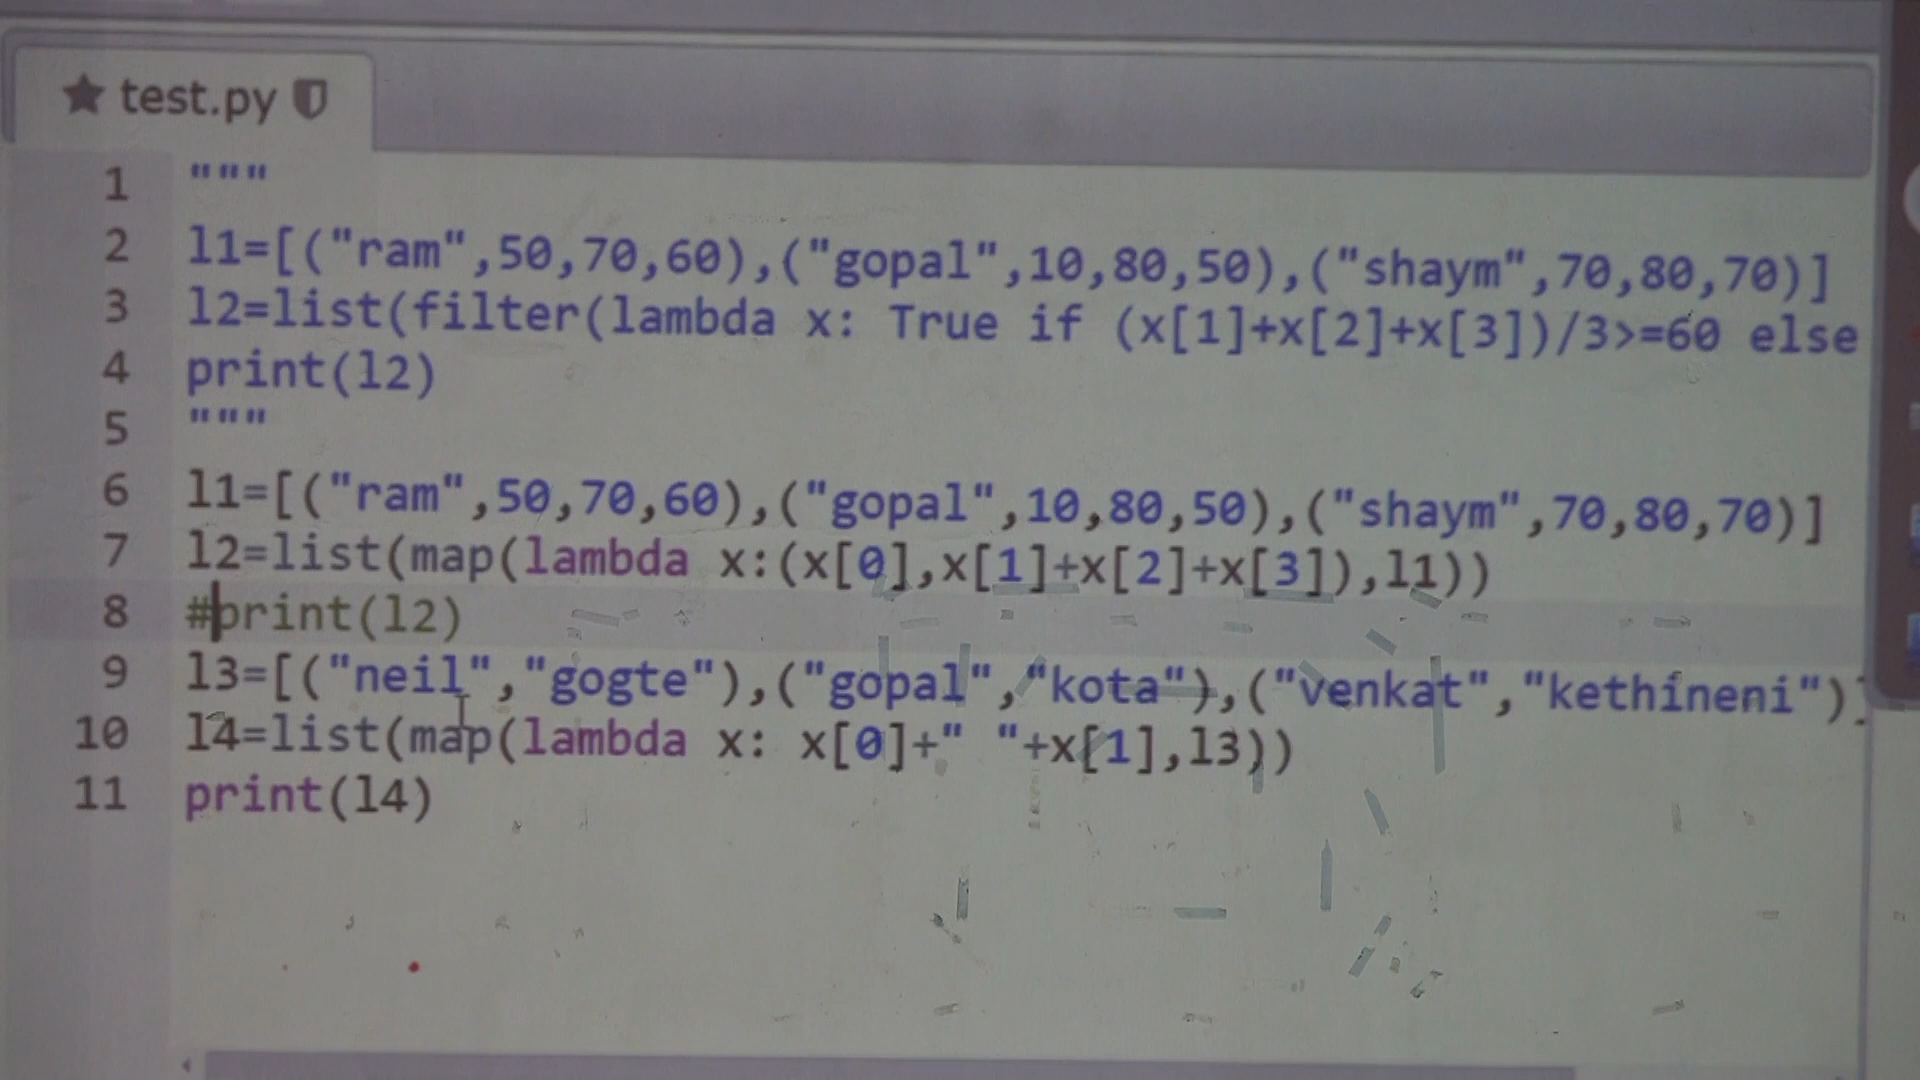 test.py
1 """
2 l1=[("ram",50,70,60),("gopal",10,80,50),("shaym",70,80,70)]
3 l2=list(filter(lambda x: True if (x[1]+x[2]+x[3])/3>=60 else
4 print(l2)
5 """
6 l1=[("ram",50,70,60),("gopal",10,80,50),("shaym",70,80,70)]
7 l2=list(map(lambda x:(x[0],x[1]+x[2]+x[3]),l1))
8 #print(l2)
9 l3=[("neil","gogte"),("gopal","kota"),("venkat","kethineni")]
10 l4=list(map(lambda x: x[0]+" "+x[1],l3))
11 print(l4)